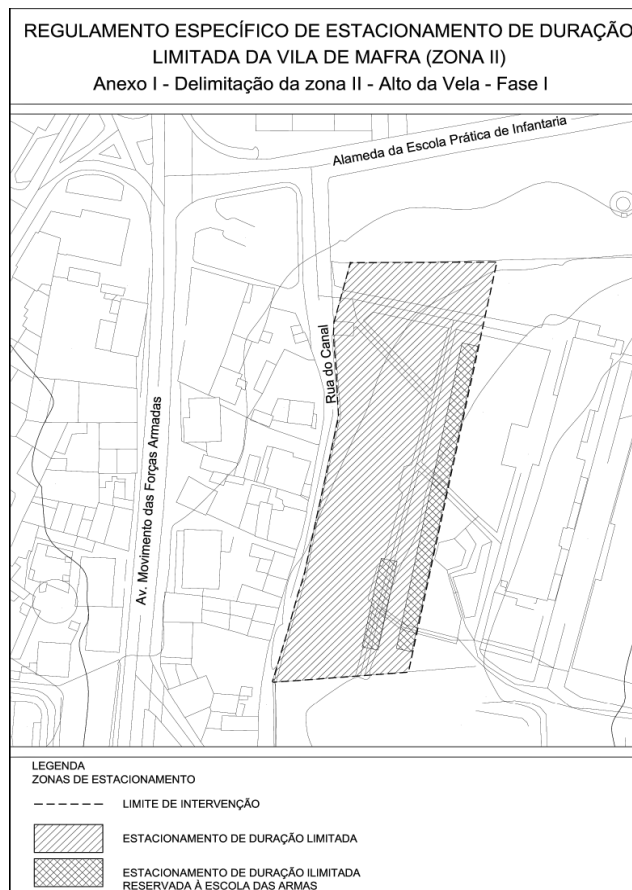 REGULAMENTO ESPECÍFICO DE ESTACIONAMENTO DE DURAÇÃO
LIMITADA DA VILA DE MAFRA (ZONA II)
Anexo I - Delimitação da zona II - Alto da Vela - Fase I
Alameda da Escola Prática de Infantaria
Rua do Canal
Av. Movimento das Forças Armadas
LEGENDA
ZONAS DE ESTACIONAMENTO
LIMITE DE INTERVENÇÃO
ESTACIONAMENTO DE DURAÇÃO LIMITADA
ESTACIONAMENTO DE DURAÇÃO ILIMITADA
RESERVADA À ESCOLA DAS ARMAS